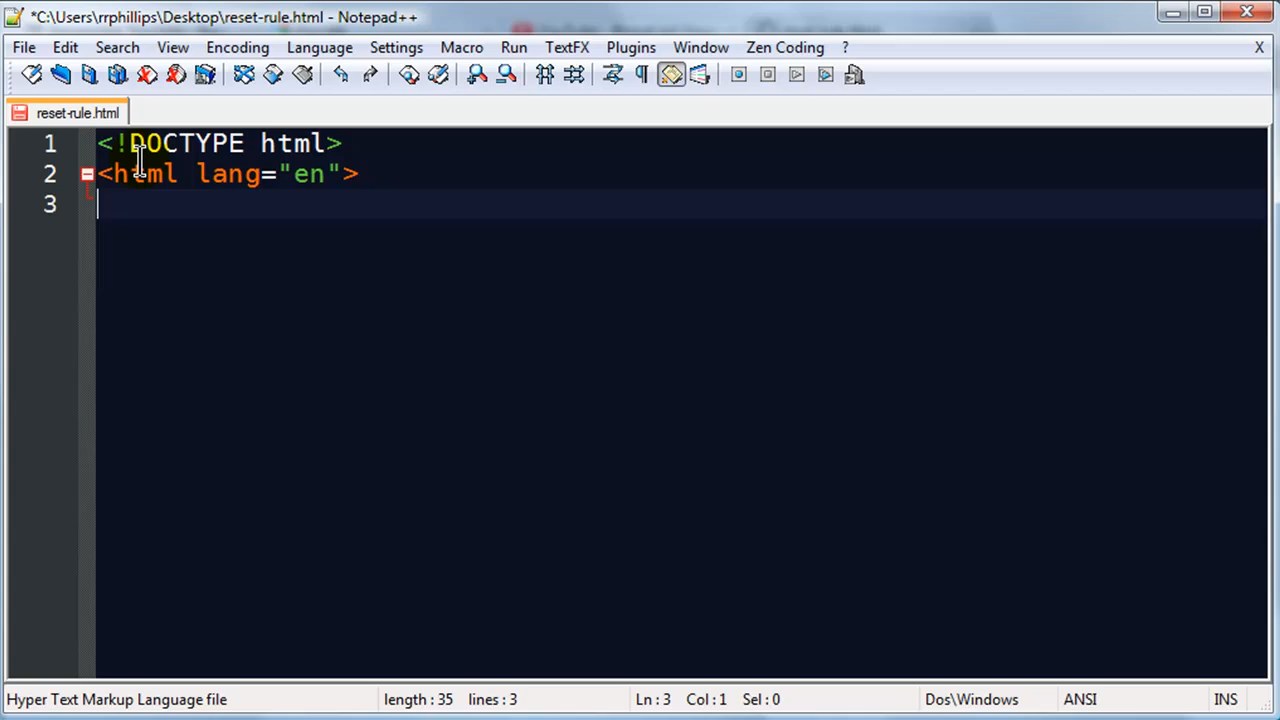 *C:\Users\rrphillips\Desktop\reset-rule.html - Notepad++
File Edit Search View Encoding Language Settings Macro Run TextFX Plugins Window Zen Coding ? X
reset-rule.html
1 <!DOCTYPE html>
2 <html lang="en">
3
Hyper Text Markup Language file length : 35 lines : 3 Ln : 3 Col : 1 Sel : 0 Dos\Windows ANSI INS